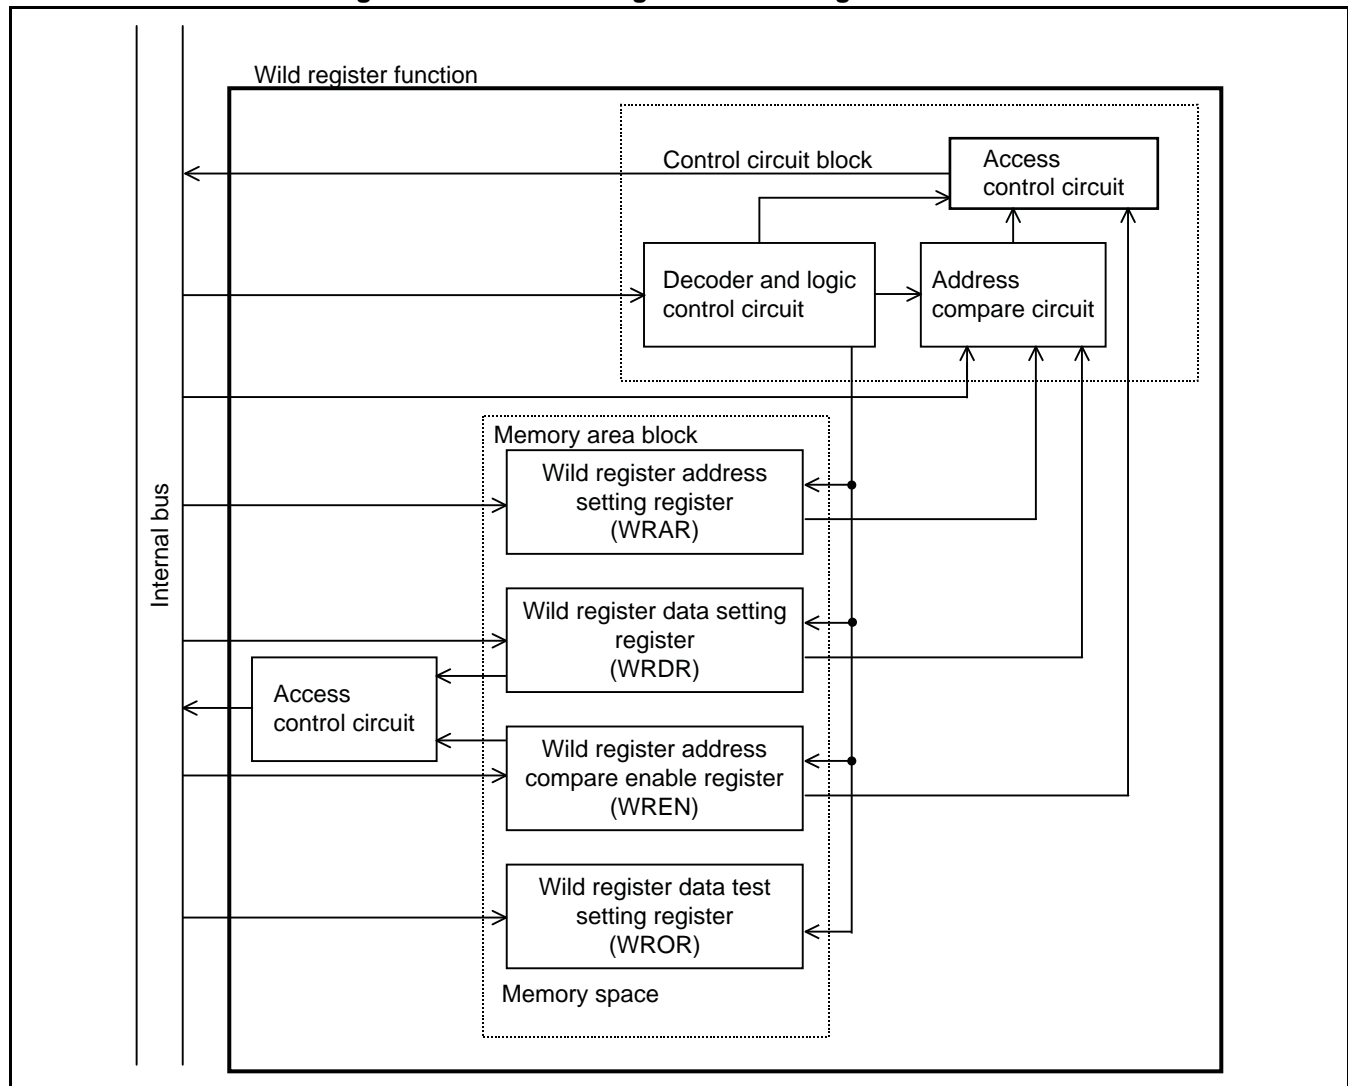 Wild register function
Control circuit block
Access
control circuit
Decoder and logic
control circuit
Address
compare circuit
Memory area block
Wild register address
setting register
(WRAR)
Internal bus
Wild register data setting
register
(WRDR)
Access
control circuit
Wild register address
compare enable register
(WREN)
Wild register data test
setting register
(WROR)
Memory space